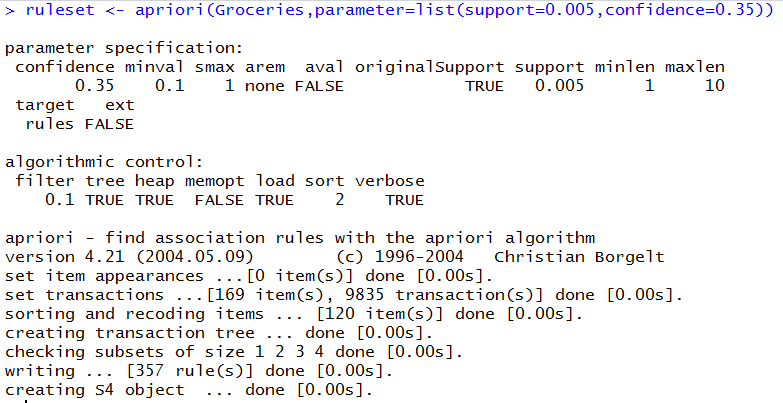 > ruleset <- apriori(Groceries,parameter=list(support=0.005,confidence=0.35))
parameter specification:
confidence minval smax arem aval originalSupport support minlen maxlen
0.35 0.1 1 none FALSE TRUE 0.005 1 10
target ext
rules FALSE
algorithmic control:
filter tree heap memopt load sort verbose
0.1 TRUE TRUE FALSE TRUE 2 TRUE
apriori - find association rules with the apriori algorithm
version 4.21 (2004.05.09) (c) 1996-2004 Christian Borgelt
set item appearances ...[0 item(s)] done [0.00s].
set transactions ...[169 item(s), 9835 transaction(s)] done [0.00s].
sorting and recoding items ... [120 item(s)] done [0.00s].
creating transaction tree ... done [0.00s].
checking subsets of size 1 2 3 4 done [0.00s].
writing ... [357 rule(s)] done [0.00s].
creating S4 object ... done [0.00s].